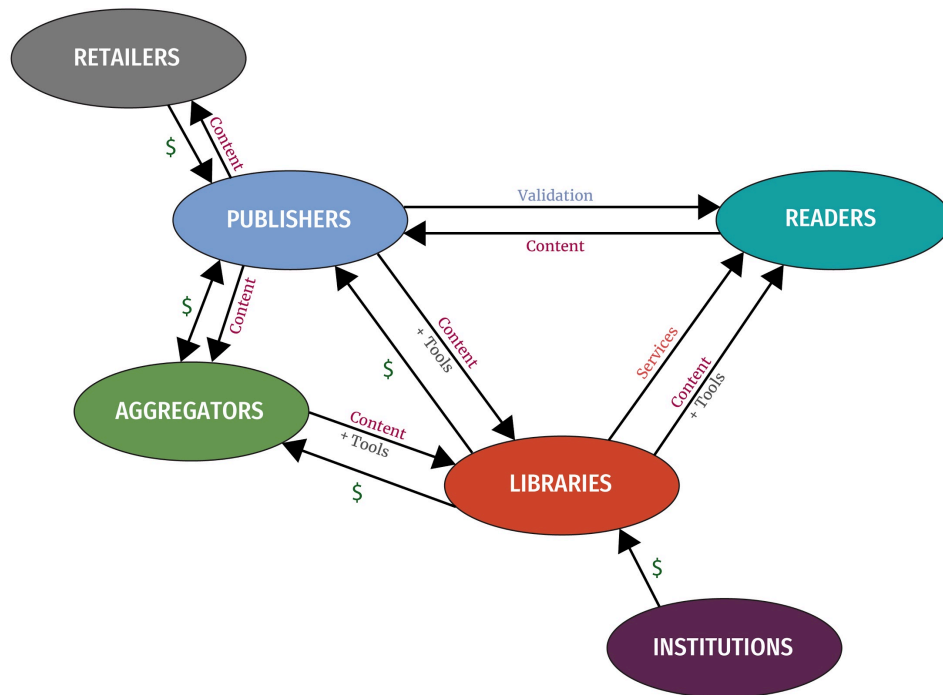 RETAILERS
$
Content
PUBLISHERS
Validation
Content
READERS
$
Content
Content
+ Tools
$
Services
Content
+ Tools
AGGREGATORS
Content
+ Tools
$
LIBRARIES
$
INSTITUTIONS